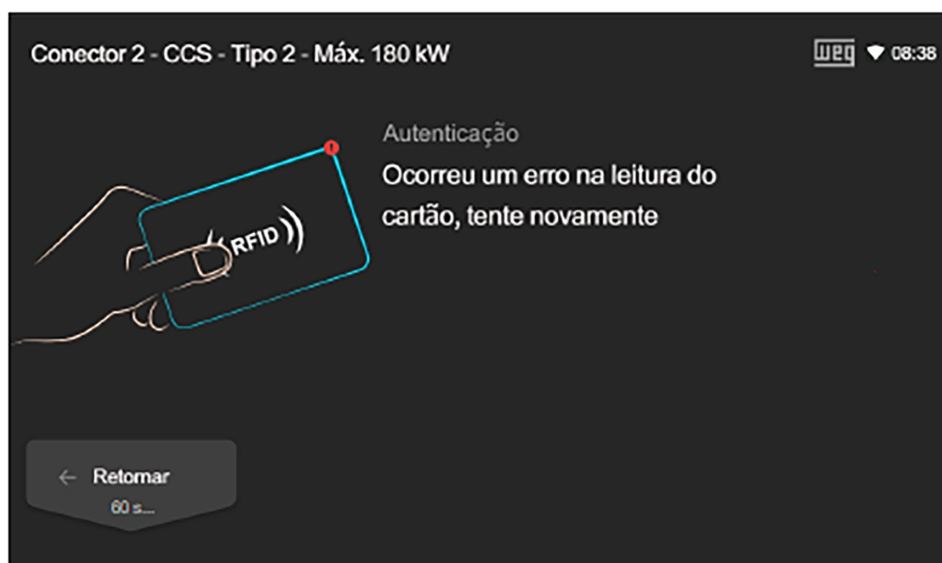 Conector 2 - CCS - Tipo 2 - Máx. 180 kW
weg 08:38
Autenticação
Ocorreu um erro na leitura do
cartão, tente novamente
RFID
← Retornar
60 s...